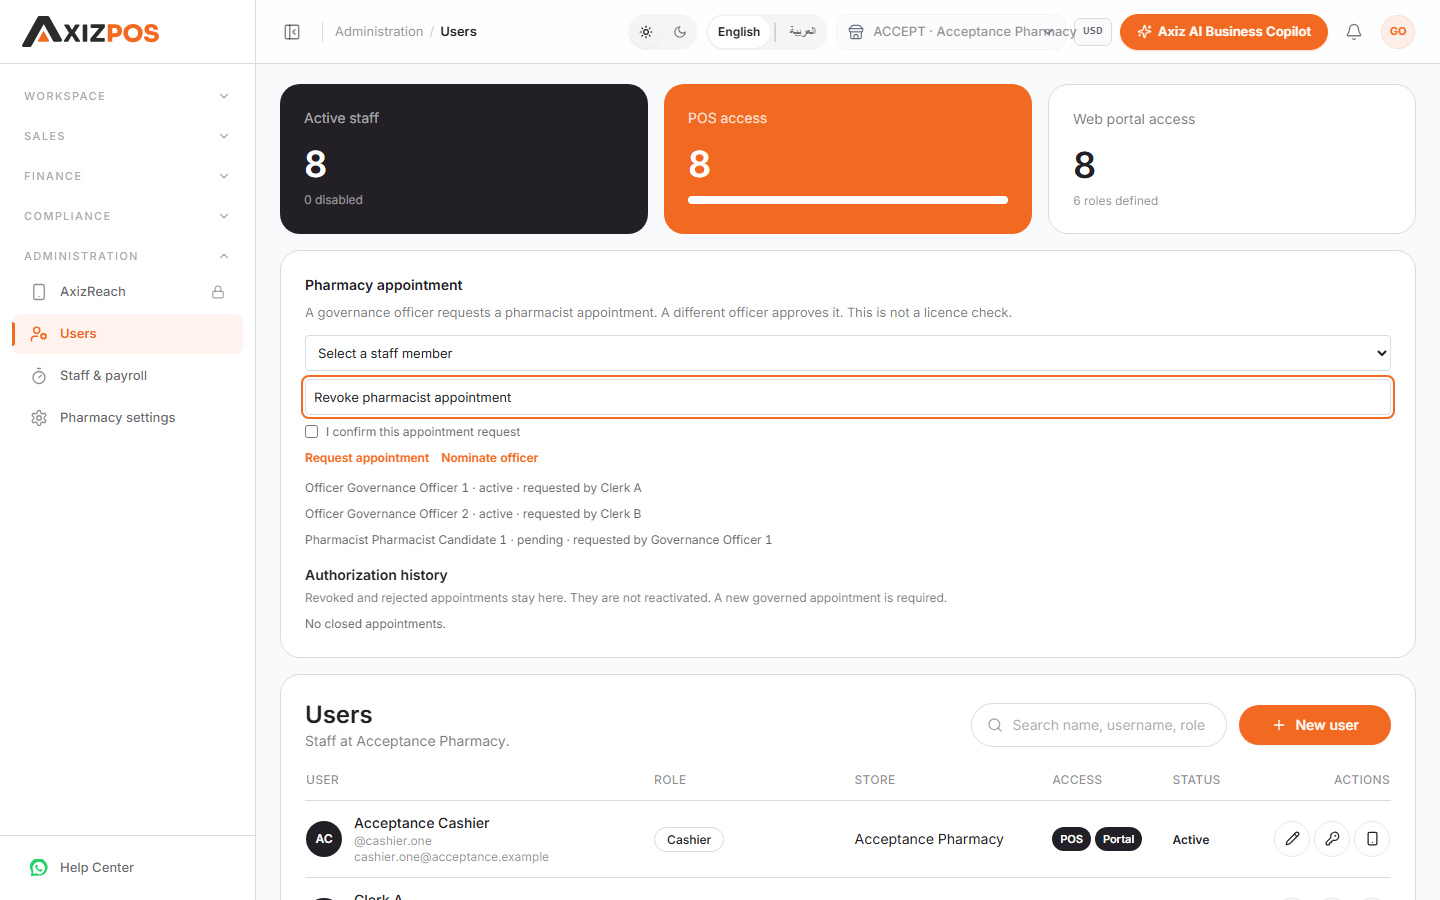 AXIZPOS
Administration / Users
English
العربية
ACCEPT · Acceptance Pharmacy
USD
Axiz AI Business Copilot
GO
WORKSPACE
SALES
FINANCE
COMPLIANCE
ADMINISTRATION
AxizReach
Users
Staff & payroll
Pharmacy settings
Help Center
Active staff
8
0 disabled
POS access
8
Web portal access
8
6 roles defined
Pharmacy appointment
A governance officer requests a pharmacist appointment. A different officer approves it. This is not a licence check.
Select a staff member
Revoke pharmacist appointment
I confirm this appointment request
Request appointment Nominate officer
Officer Governance Officer 1 · active · requested by Clerk A
Officer Governance Officer 2 · active · requested by Clerk B
Pharmacist Pharmacist Candidate 1 · pending · requested by Governance Officer 1
Authorization history
Revoked and rejected appointments stay here. They are not reactivated. A new governed appointment is required.
No closed appointments.
Users
Staff at Acceptance Pharmacy.
Search name, username, role
+ New user
USER ROLE STORE ACCESS STATUS ACTIONS
AC
Acceptance Cashier
@cashier.one
cashier.one@acceptance.example
Cashier
Acceptance Pharmacy
POS Portal
Active
Clerk A